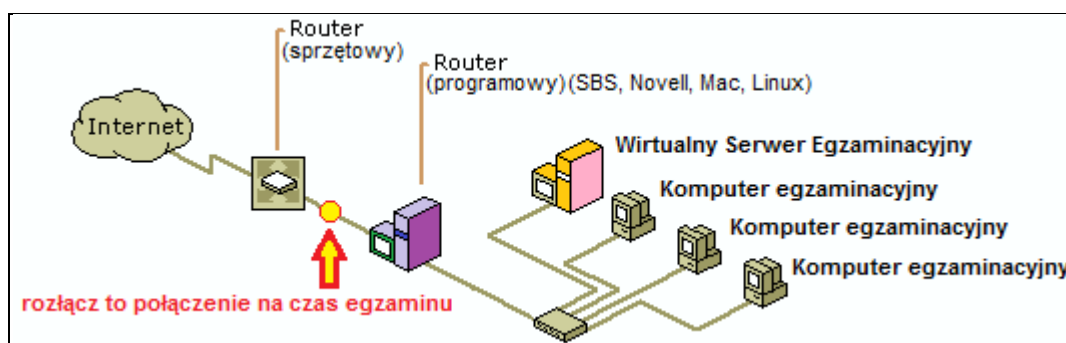 Router
(sprzętowy)
Router
(programowy)(SBS, Novell, Mac, Linux)
Internet
Wirtualny Serwer Egzaminacyjny
Komputer egzaminacyjny
Komputer egzaminacyjny
Komputer egzaminacyjny
rozłącz to połączenie na czas egzaminu